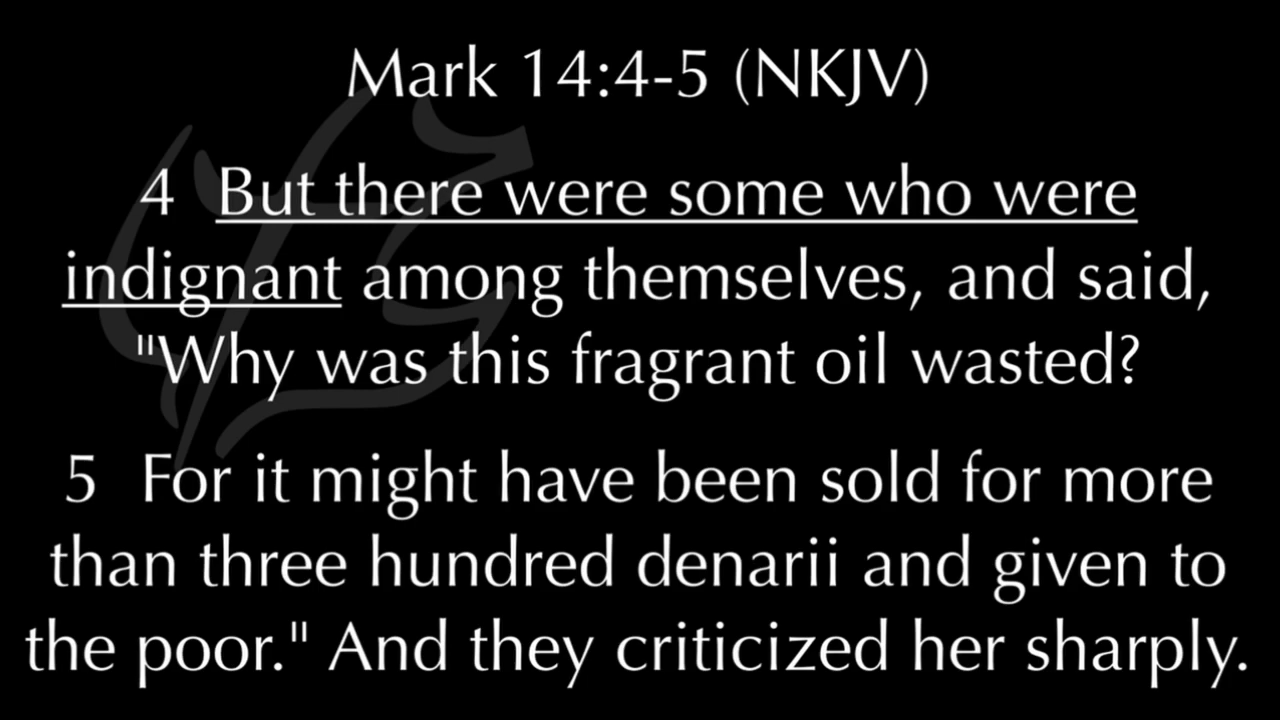 Mark 14:4-5 (NKJV)
4 But there were some who were
indignant among themselves, and said,
"Why was this fragrant oil wasted?
5 For it might have been sold for more
than three hundred denarii and given to
the poor." And they criticized her sharply.